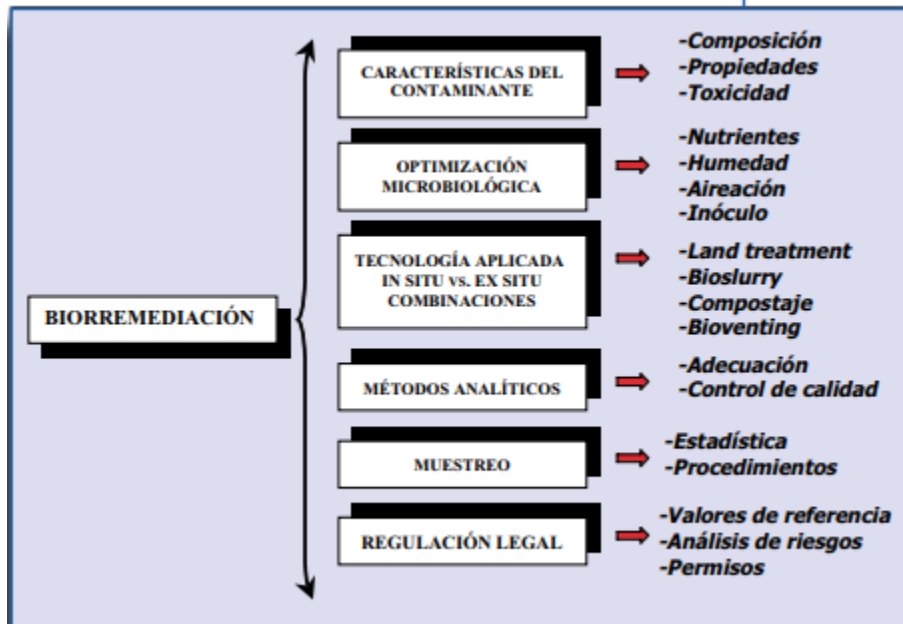 CARACTERÍSTICAS DEL
CONTAMINANTE
-Composición
-Propiedades
-Toxicidad
OPTIMIZACIÓN
MICROBIOLÓGICA
-Nutrientes
-Humedad
-Aireación
-Inóculo
TECNOLOGÍA APLICADA
IN SITU vs. EX SITU
COMBINACIONES
-Land treatment
-Bioslurry
-Compostaje
-Bioventing
BIORREMEDIACIÓN
MÉTODOS ANALÍTICOS
-Adecuación
-Control de calidad
MUESTREO
-Estadística
-Procedimientos
REGULACIÓN LEGAL
-Valores de referencia
-Análisis de riesgos
-Permisos